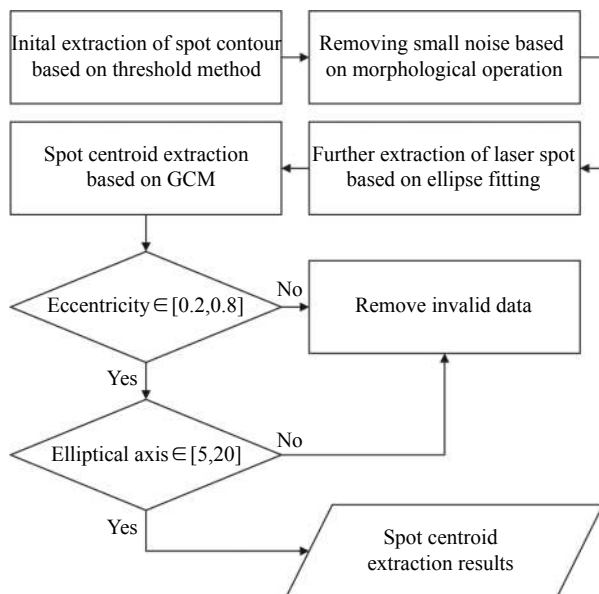 Inital extraction of spot contour
based on threshold method
Removing small noise based
on morphological operation
Spot centroid extraction
based on GCM
Further extraction of laser spot
based on ellipse fitting
Eccentricity∈[0.2,0.8]
No
Remove invalid data
Yes
Elliptical axis∈[5,20]
No
Yes
Spot centroid
extraction results